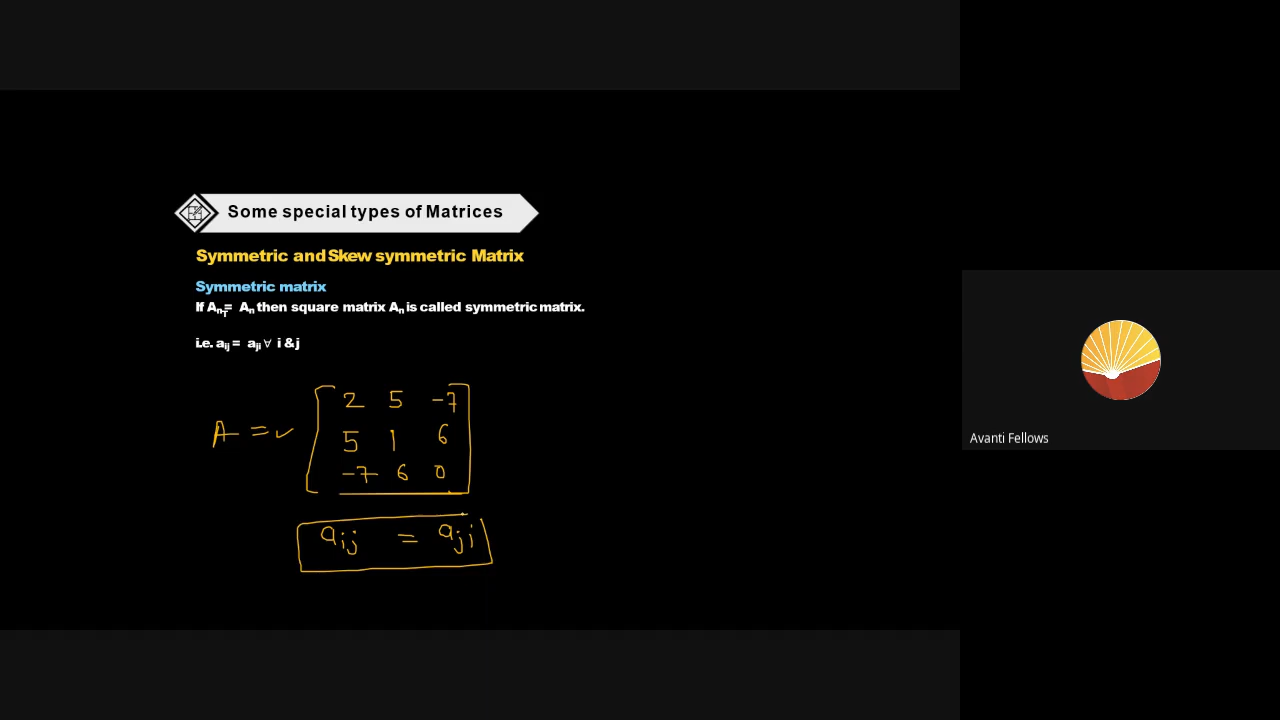 Some special types of Matrices
Symmetric and Skew symmetric Matrix
Symmetric matrix
If AnT = An then square matrix An is called symmetric matrix.
i.e. aij = aji ∀ i & j
2 5 -7
A = ✓ 5 1 6
-7 6 0
aij = aji
Avanti Fellows